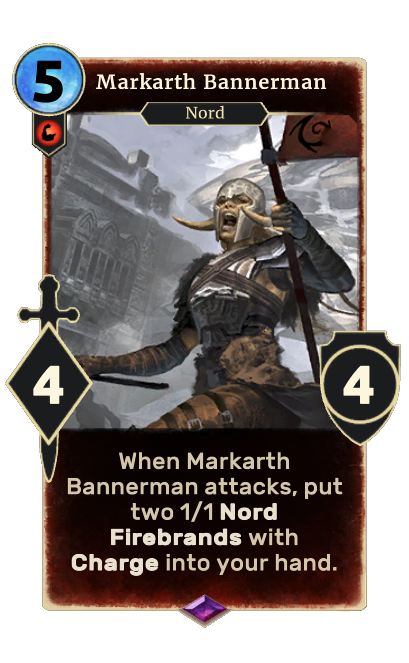 5
Markarth Bannerman
Nord
4
4
When Markarth
Bannerman attacks, put
two 1/1 Nord
Firebrands with
Charge into your hand.